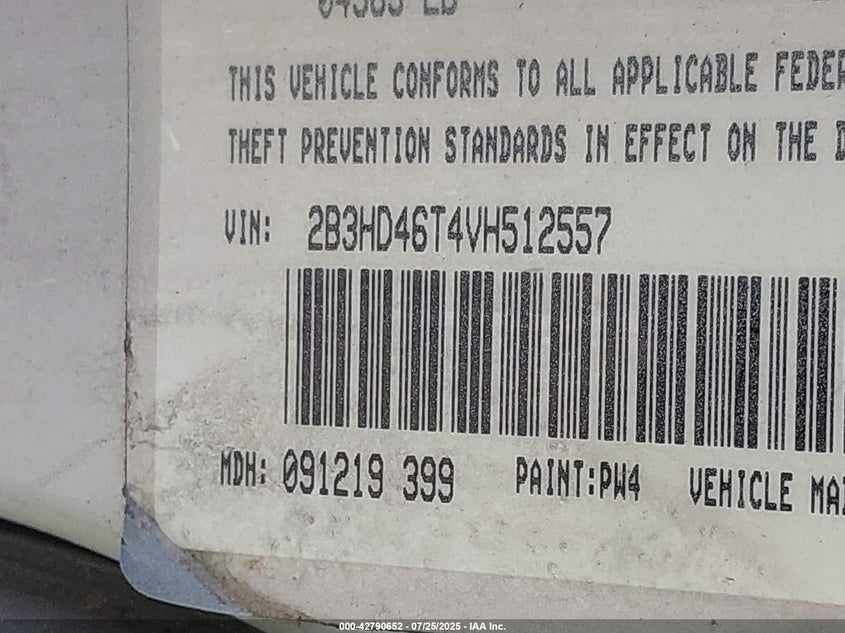 THIS VEHICLE CONFORMS TO ALL APPLICABLE FEDER
THEFT PREVENTION STANDARDS IN EFFECT ON THE D
VIN: 2B3HD46T4VH512557
MDH: 091219 399 PAINT:PW4 VEHICLE MA
000-42790652 - 07/25/2025 - IAA Inc.